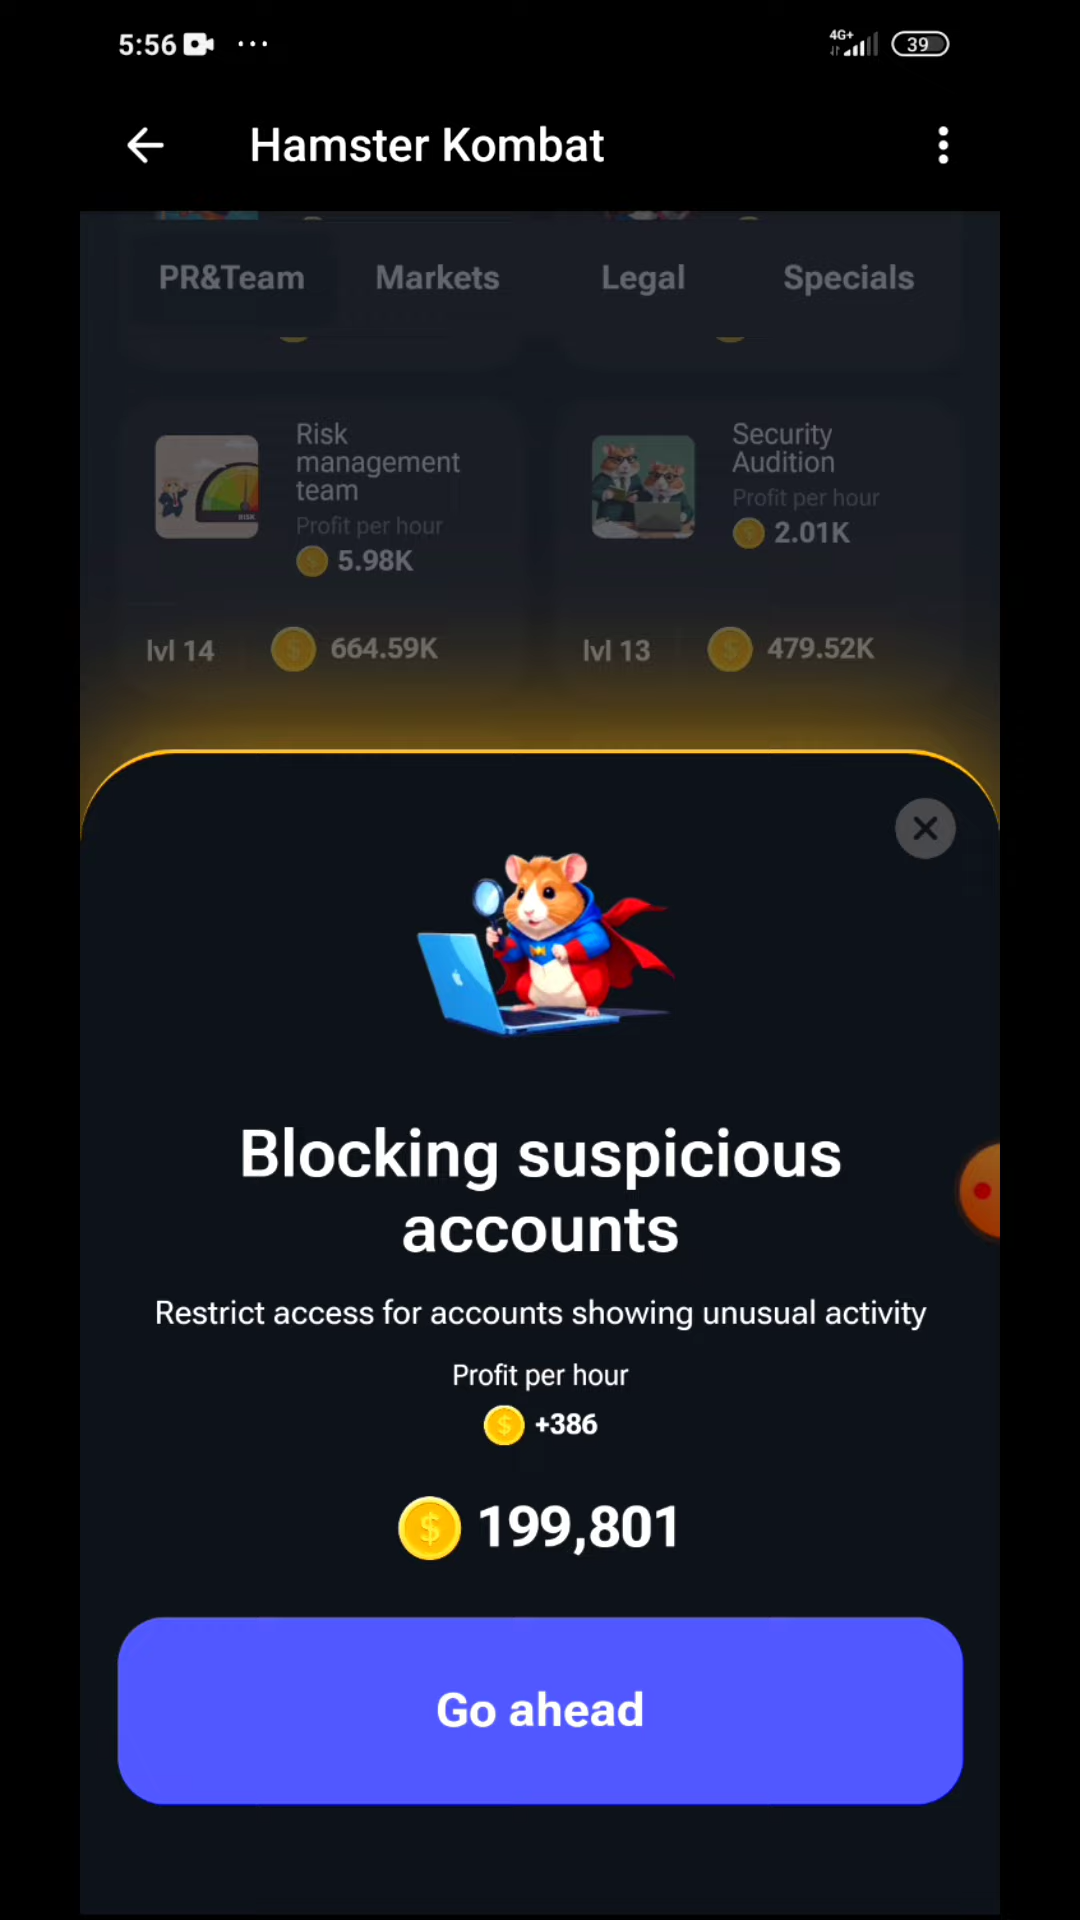 5:56
4G+
39
Hamster Kombat
PR&Team
Markets
Legal
Specials
Risk
management
team
Profit per hour
5.98K
lvl 14
664.59K
Security
Audition
Profit per hour
2.01K
lvl 13
479.52K
RISK
Blocking suspicious
accounts
Restrict access for accounts showing unusual activity
Profit per hour
+386
199,801
Go ahead